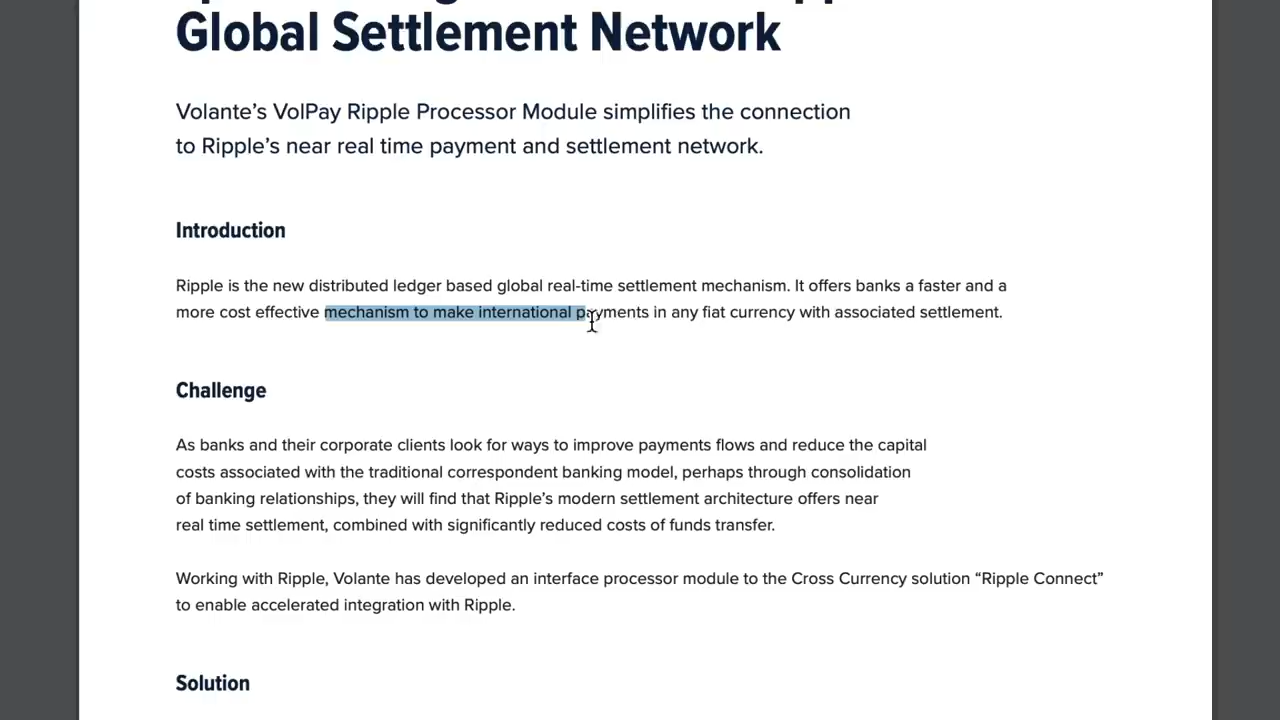 Global Settlement Network
Volante’s VolPay Ripple Processor Module simplifies the connection
to Ripple’s near real time payment and settlement network.
Introduction
Ripple is the new distributed ledger based global real-time settlement mechanism. It offers banks a faster and a
more cost effective mechanism to make international payments in any fiat currency with associated settlement.
Challenge
As banks and their corporate clients look for ways to improve payments flows and reduce the capital
costs associated with the traditional correspondent banking model, perhaps through consolidation
of banking relationships, they will find that Ripple’s modern settlement architecture offers near
real time settlement, combined with significantly reduced costs of funds transfer.
Working with Ripple, Volante has developed an interface processor module to the Cross Currency solution “Ripple Connect”
to enable accelerated integration with Ripple.
Solution